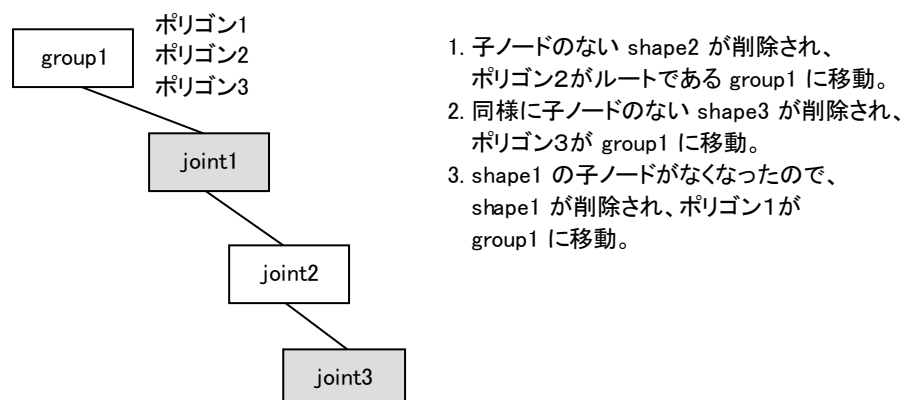 ポリゴン1
ポリゴン2
ポリゴン3
group1
joint1
joint2
joint3
1. 子ノードのない shape2 が削除され、
ポリゴン２がルートである group1 に移動。
2. 同様に子ノードのない shape3 が削除され、
ポリゴン３が group1 に移動。
3. shape1 の子ノードがなくなったので、
shape1 が削除され、ポリゴン１が
group1 に移動。